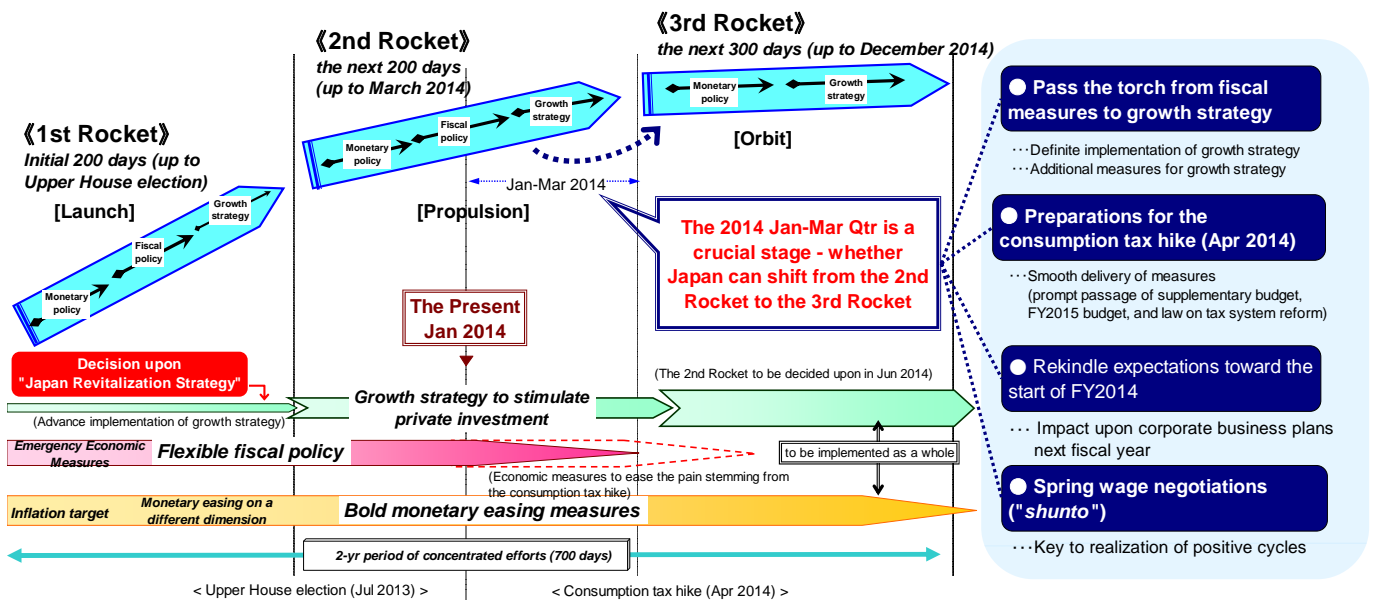 《1st Rocket》
Initial 200 days (up to
Upper House election)
[Launch]
Monetary
policy
Fiscal
policy
Growth
strategy
《2nd Rocket》
the next 200 days
(up to March 2014)
Monetary
policy
Fiscal
policy
Growth
strategy
[Propulsion]
Jan-Mar 2014
《3rd Rocket》
the next 300 days (up to December 2014)
Monetary
policy
Growth
strategy
[Orbit]
The 2014 Jan-Mar Qtr is a
crucial stage - whether
Japan can shift from the 2nd
Rocket to the 3rd Rocket
The Present
Jan 2014
Decision upon
"Japan Revitalization Strategy"
(Advance implementation of growth strategy)
Growth strategy to stimulate
private investment
(The 2nd Rocket to be decided upon in Jun 2014)
Emergency Economic
Measures
Flexible fiscal policy
(Economic measures to ease the pain stemming from
the consumption tax hike)
to be implemented as a whole
Inflation target
Monetary easing on a
different dimension
Bold monetary easing measures
2-yr period of concentrated efforts (700 days)
< Upper House election (Jul 2013) >
< Consumption tax hike (Apr 2014) >
● Pass the torch from fiscal
measures to growth strategy
···Definite implementation of growth strategy
···Additional measures for growth strategy
● Preparations for the
consumption tax hike (Apr 2014)
···Smooth delivery of measures
(prompt passage of supplementary budget,
FY2015 budget, and law on tax system reform)
● Rekindle expectations toward the
start of FY2014
··· Impact upon corporate business plans
next fiscal year
● Spring wage negotiations
("shunto")
···Key to realization of positive cycles